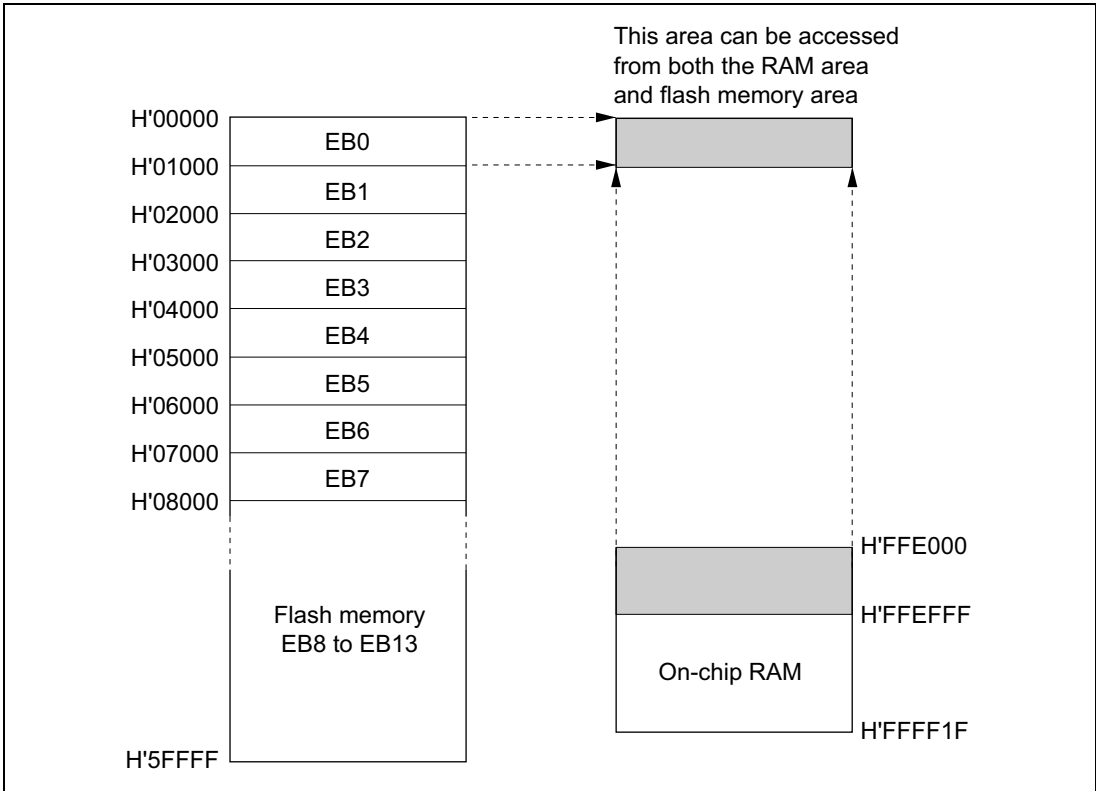 This area can be accessed
from both the RAM area
and flash memory area
H'00000
EB0
H'01000
EB1
H'02000
EB2
H'03000
EB3
H'04000
EB4
H'05000
EB5
H'06000
EB6
H'07000
EB7
H'08000
H'FFE000
Flash memory
EB8 to EB13
H'FFEFFF
On-chip RAM
H'FFFF1F
H'5FFFF